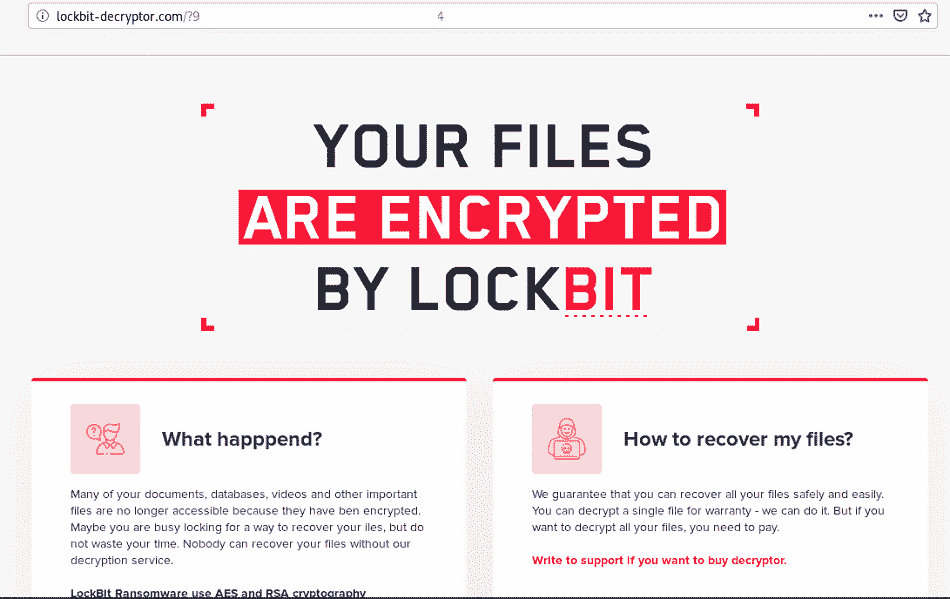 lockbit-decryptor.com/?9 4
YOUR FILES
ARE ENCRYPTED
BY LOCKBIT
What happpend?
Many of your documents, databases, videos and other important
files are no longer accessible because they have ben encrypted.
Maybe you are busy locking for a way to recover your iles, but do
not waste your time. Nobody can recover your files without our
decryption service.
LockBit Ransomware use AES and RSA cryptography
How to recover my files?
We guarantee that you can recover all your files safely and easily.
You can decrypt a single file for warranty - we can do it. But if you
want to decrypt all your files, you need to pay.
Write to support if you want to buy decryptor.